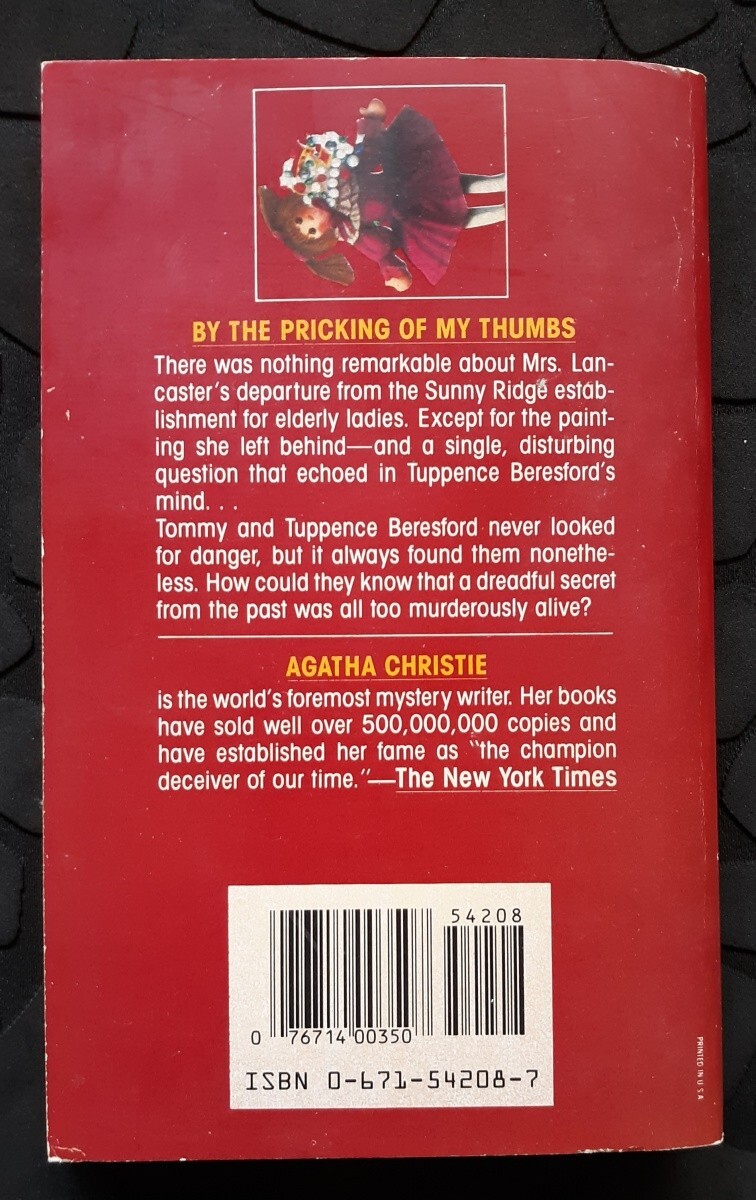 BY THE PRICKING OF MY THUMBS
There was nothing remarkable about Mrs. Lan-
caster's departure from the Sunny Ridge estab-
lishment for elderly ladies. Except for the paint-
ing she left behind—and a single, disturbing
question that echoed in Tuppence Beresford's
mind. . .
Tommy and Tuppence Beresford never looked
for danger, but it always found them nonethe-
less. How could they know that a dreadful secret
from the past was all too murderously alive?
AGATHA CHRISTIE
is the world's foremost mystery writer. Her books
have sold well over 500,000,000 copies and
have established her fame as "the champion
deceiver of our time."—The New York Times
54208
0 76714 00350
ISBN 0-671-54208-7
PRINTED IN U S A